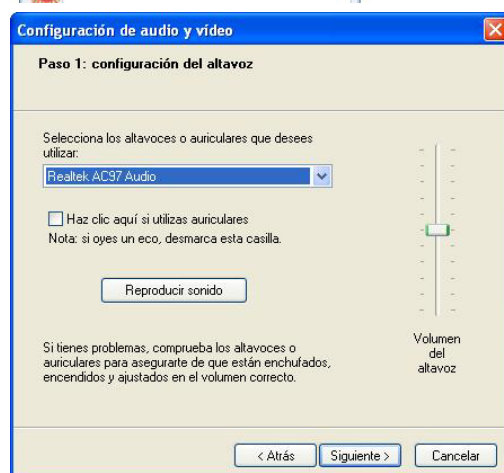 Configuración de audio y vídeo
Paso 1: configuración del altavoz
Selecciona los altavoces o auriculares que desees
utilizar:
Realtek AC97 Audio
Haz clic aquí si utilizas auriculares
Nota: si oyes un eco, desmarca esta casilla.
Reproducir sonido
Si tienes problemas, comprueba los altavoces o
auriculares para asegurarte de que están enchufados,
encendidos y ajustados en el volumen correcto.
Volumen
del
altavoz
< Atrás
Siguiente >
Cancelar